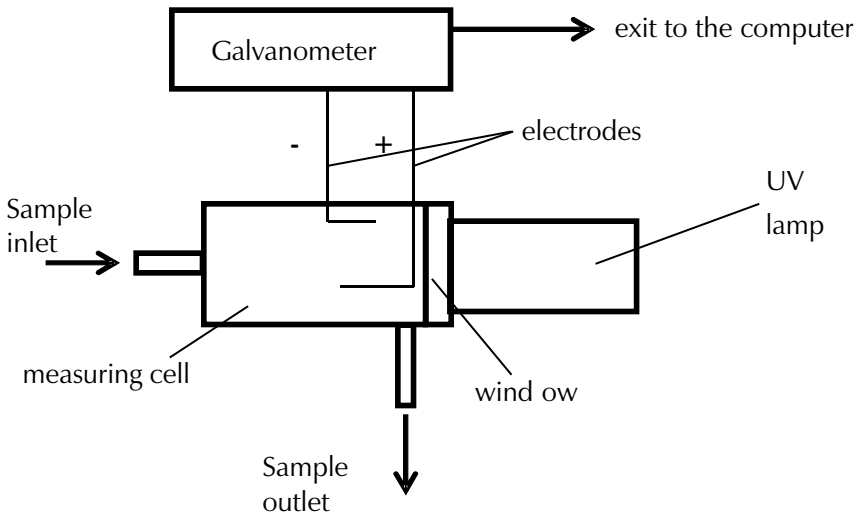 Galvanometer
exit to the computer
- +
electrodes
UV
lamp
Sample
inlet
measuring cell
wind ow
Sample
outlet